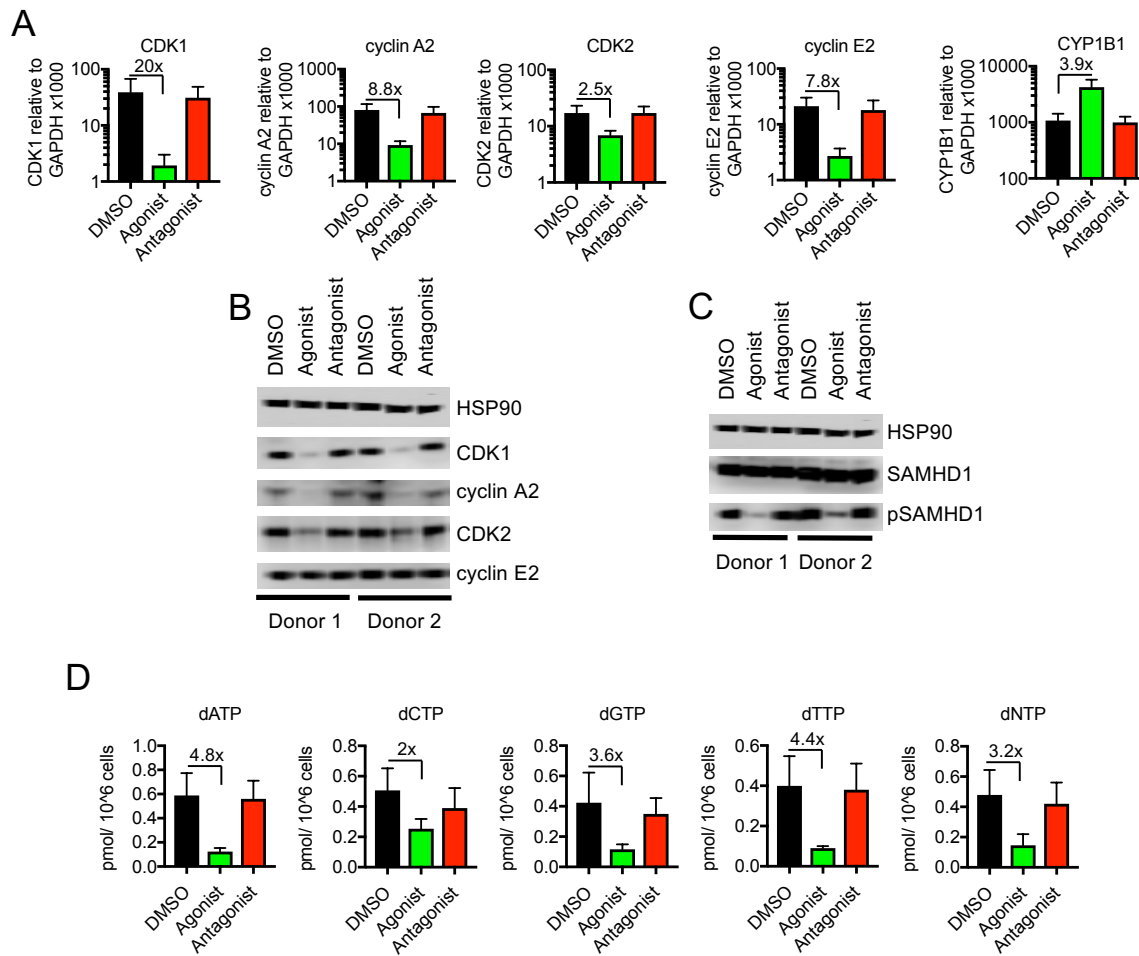 A
CDK1
CDK1 relative to
GAPDH x1000
100
10
1
20x
DMSO
Agonist
Antagonist
cyclin A2
cyclin A2 relative to
GAPDH x1000
1000
100
10
1
8.8x
DMSO
Agonist
Antagonist
CDK2
CDK2 relative to
GAPDH x1000
100
10
1
2.5x
DMSO
Agonist
Antagonist
cyclin E2
cyclin E2 relative to
GAPDH x1000
100
10
1
7.8x
DMSO
Agonist
Antagonist
CYP1B1
CYP1B1 relative to
GAPDH x1000
10000
1000
100
3.9x
DMSO
Agonist
Antagonist
B
DMSO
Agonist
Antagonist
DMSO
Agonist
Antagonist
HSP90
CDK1
cyclin A2
CDK2
cyclin E2
Donor 1 Donor 2
C
DMSO
Agonist
Antagonist
DMSO
Agonist
Antagonist
HSP90
SAMHD1
pSAMHD1
Donor 1 Donor 2
D
dATP
pmol/ 10^6 cells
1.0
0.8
0.6
0.4
0.2
0.0
4.8x
DMSO
Agonist
Antagonist
dCTP
pmol/ 10^6 cells
0.8
0.6
0.4
0.2
0.0
2x
DMSO
Agonist
Antagonist
dGTP
pmol/ 10^6 cells
0.8
0.6
0.4
0.2
0.0
3.6x
DMSO
Agonist
Antagonist
dTTP
pmol/ 10^6 cells
0.6
0.4
0.2
0.0
4.4x
DMSO
Agonist
Antagonist
dNTP
pmol/ 10^6 cells
0.8
0.6
0.4
0.2
0.0
3.2x
DMSO
Agonist
Antagonist